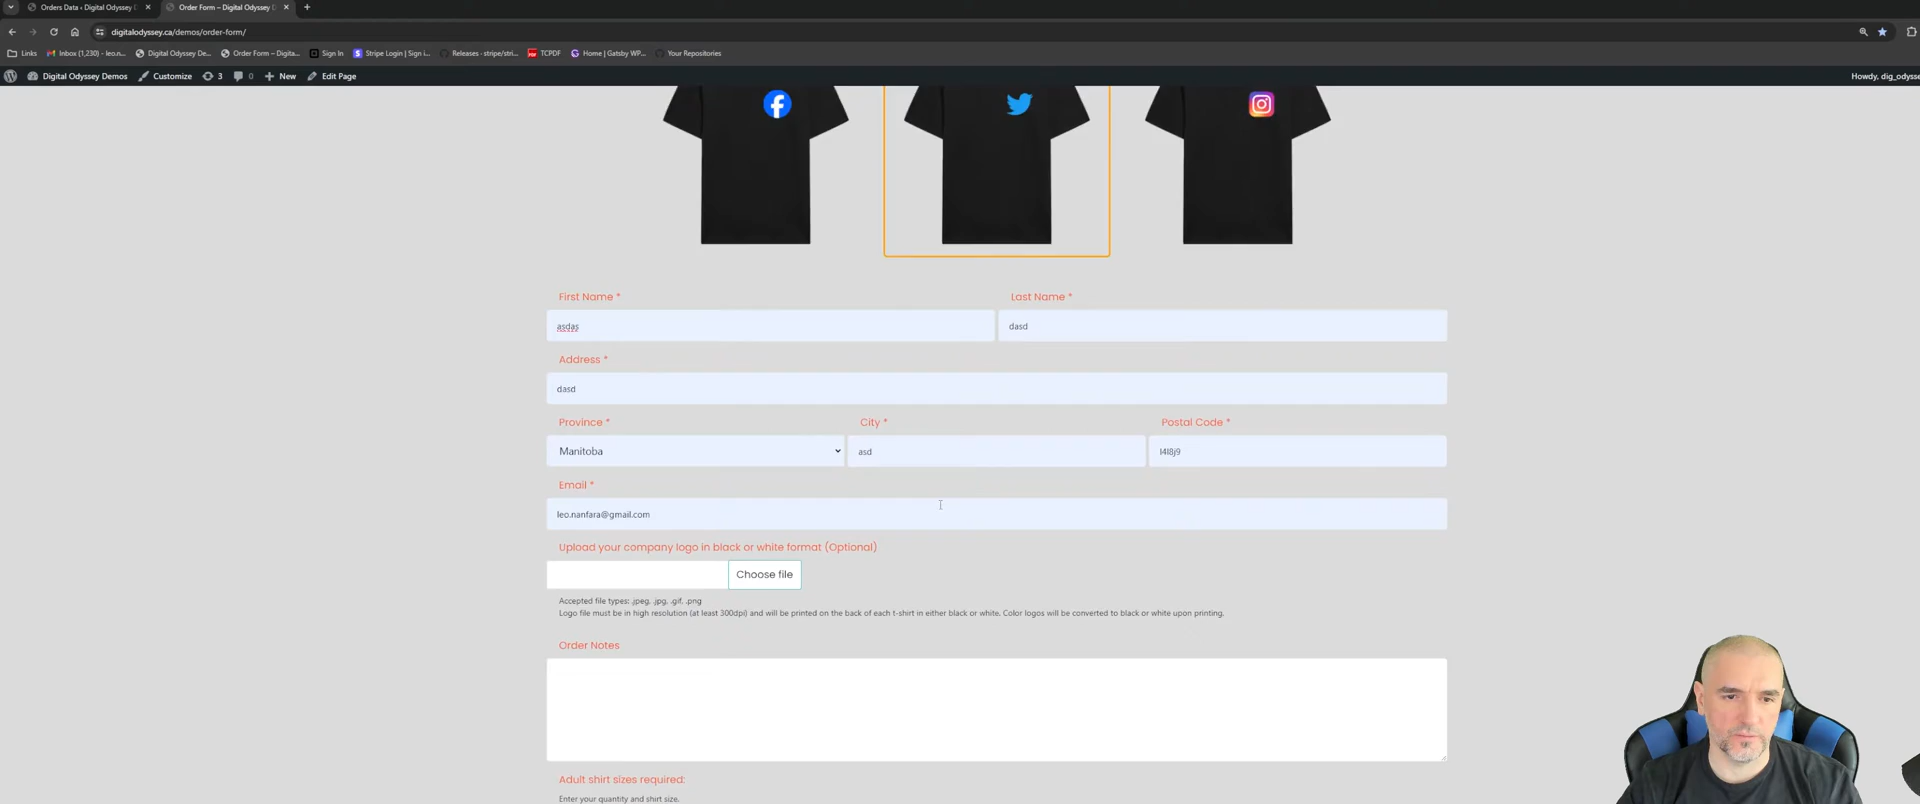 Orders Data ‹ Digital Odyssey D
Order Form – Digital Odyssey D
digitalodyssey.ca/demos/order-form/
Links
Inbox (1,230) - leo.n...
Digital Odyssey De...
Order Form – Digita...
Sign In
Stripe Login | Sign i...
Releases · stripe/stri...
TCPDF
Home | Gatsby WP...
Your Repositories
Digital Odyssey Demos
Customize
3
0
New
Edit Page
Howdy, dig_odysse
First Name *
Last Name *
asdas
dasd
Address *
dasd
Province *
City *
Postal Code *
Manitoba
asd
l4l8j9
Email *
leo.nanfara@gmail.com
Upload your company logo in black or white format (Optional)
Choose file
Accepted file types: .jpeg, .jpg, .gif, .png
Logo file must be in high resolution (at least 300dpi) and will be printed on the back of each t-shirt in either black or white. Color logos will be converted to black or white upon printing.
Order Notes
Adult shirt sizes required:
Enter your quantity and shirt size.